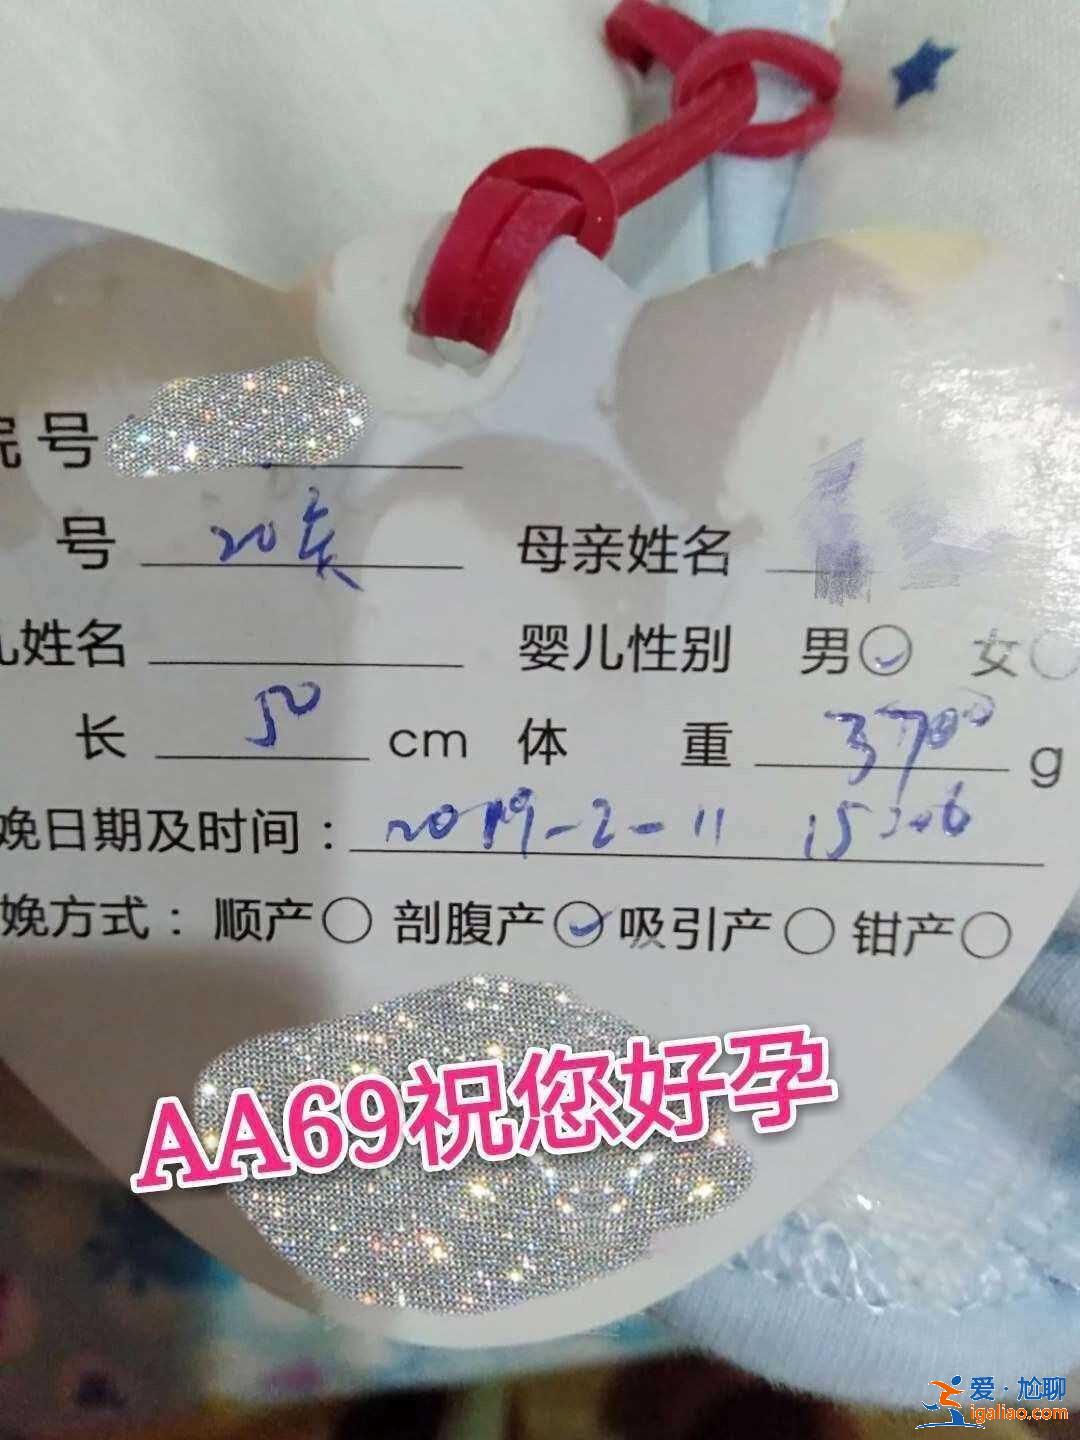 院号
号 20
母亲姓名
儿姓名
婴儿性别 男 女
长 50 cm 体 重 3700 g
娩日期及时间：2019-2-11 15:06
娩方式：顺产 剖腹产 吸引产 钳产
AA69祝您好孕
爱·尬聊
igaliao.com